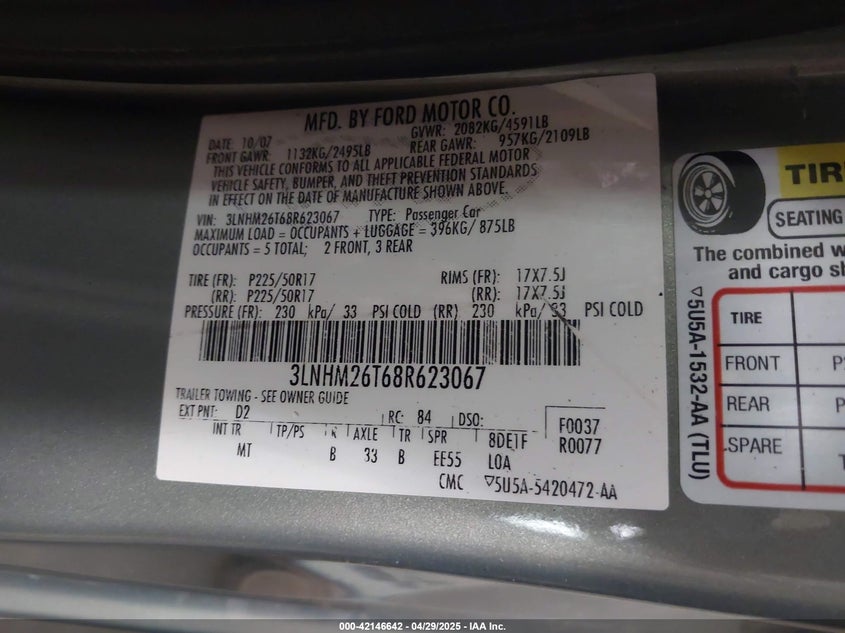 MFD. BY FORD MOTOR CO.
DATE: 10/07 GVWR: 2082KG/4591LB
FRONT GAWR: 1132KG/2495LB REAR GAWR: 957KG/2109LB
THIS VEHICLE CONFORMS TO ALL APPLICABLE FEDERAL MOTOR
VEHICLE SAFETY, BUMPER, AND THEFT PREVENTION STANDARDS
IN EFFECT ON THE DATE OF MANUFACTURE SHOWN ABOVE.
VIN: 3LNHM26T68R623067 TYPE: Passenger Car
MAXIMUM LOAD = OCCUPANTS + LUGGAGE = 396KG/ 875LB
OCCUPANTS = 5 TOTAL; 2 FRONT, 3 REAR
TIRE (FR): P225/50R17 RIMS (FR): 17X7.5J
(RR): P225/50R17 (RR): 17X7.5J
PRESSURE (FR): 230 kPa/ 33 PSI COLD (RR) 230 kPa/ 33 PSI COLD
3LNHM26T68R623067
TRAILER TOWING - SEE OWNER GUIDE
EXT PNT: D2 RC: 84 DSO: F0037
INT TR TP/PS R AXLE TR SPR 8DE1F R0077
MT B 33 B EE55 L0A
CMC ▽5U5A-5420472-AA
TIR
SEATING
The combined w
and cargo sh
TIRE
FRONT P
REAR P
SPARE T
▽5U5A-1532-AA (TLU)
000-42146642 - 04/29/2025 - IAA Inc.